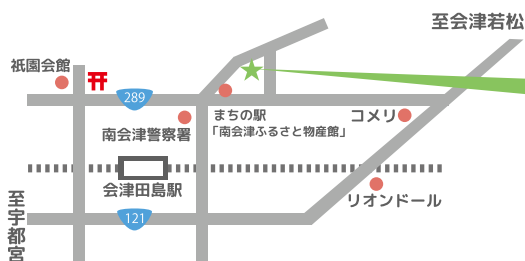 至会津若松
祇園会館
289
南会津警察署
まちの駅
「南会津ふるさと物産館」
コメリ
会津田島駅
リオンドール
至宇都宮
121